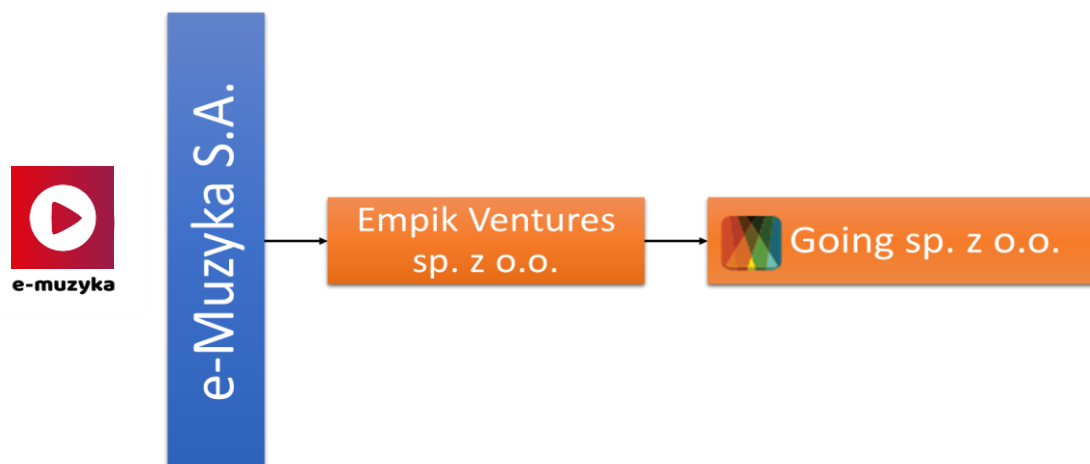 e-muzyka
e-Muzyka S.A.
Empik Ventures
sp. z o.o.
Going sp. z o.o.